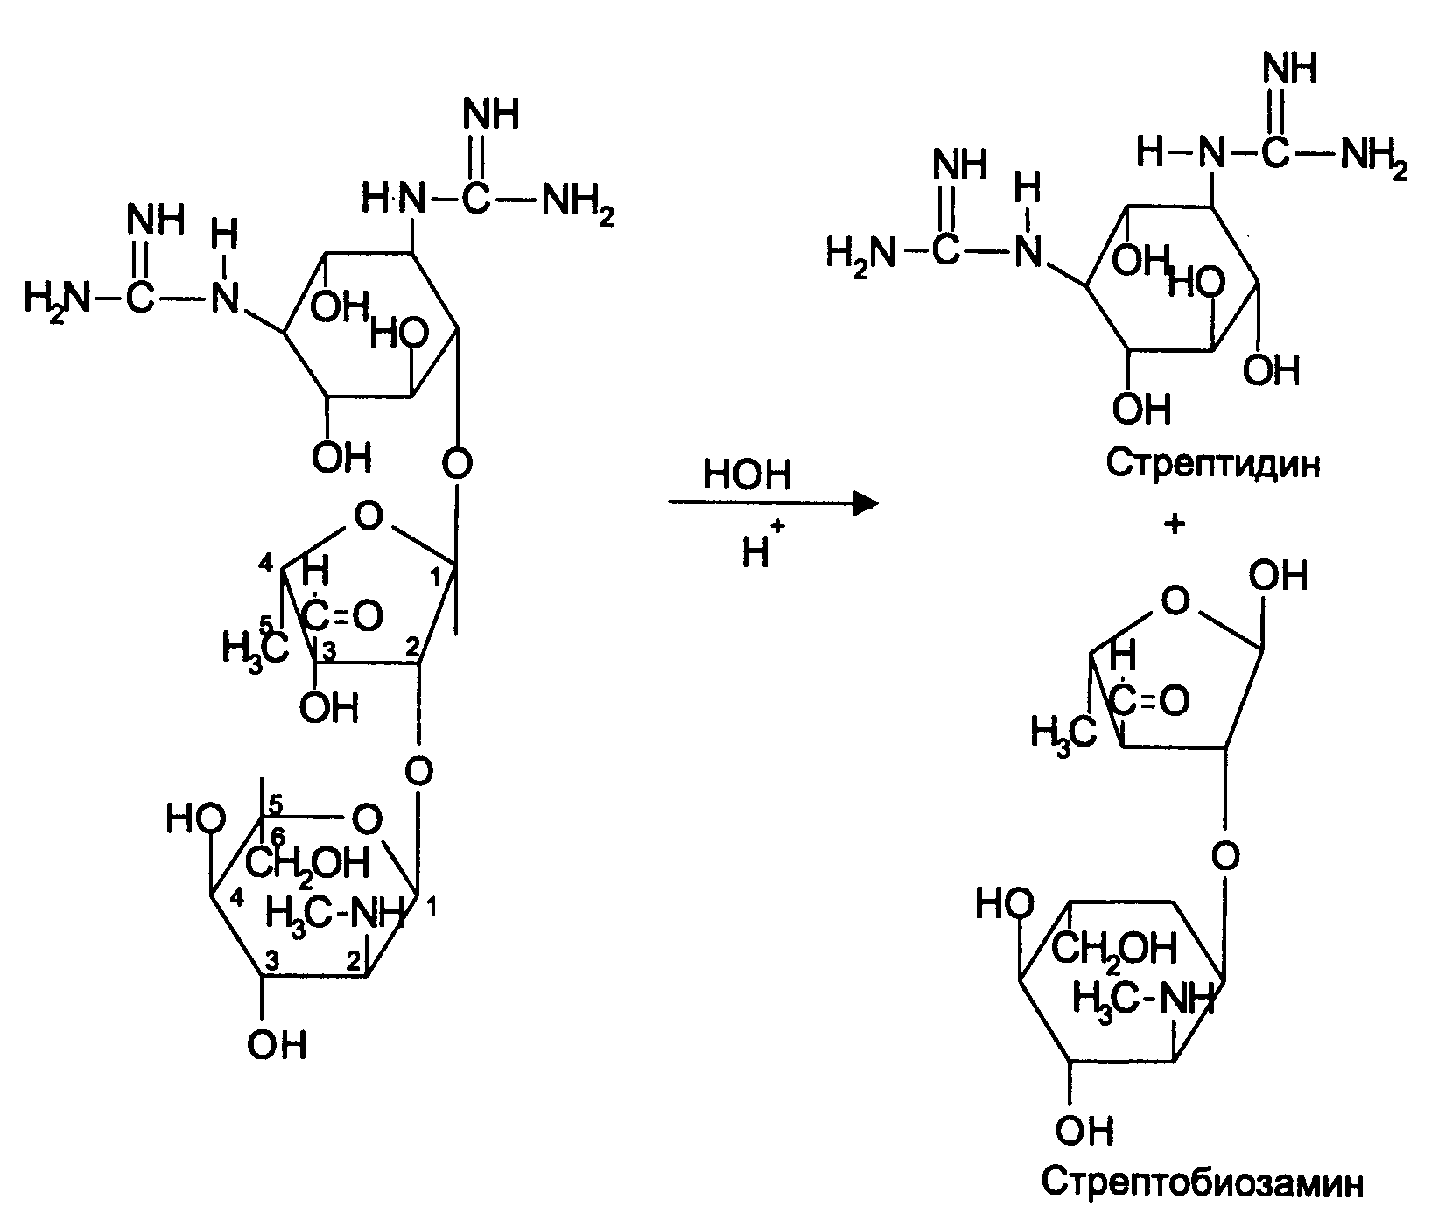 NH
HN–C–NH2
NH
H
H2N–C–N
OH
HO
OH
O
O
4
H
1
C=O
5
H3C
3
2
OH
O
HO
5
O
6
CH2OH
4
H3C-NH
1
3
2
OH
HOH
H+
NH
H–N–C–NH2
NH
H
H2N–C–N
OH
HO
OH
OH
Стрептидин
+
OH
O
H
C=O
H3C
O
HO
CH2OH
H3C-NH
OH
Стрептобиозамин